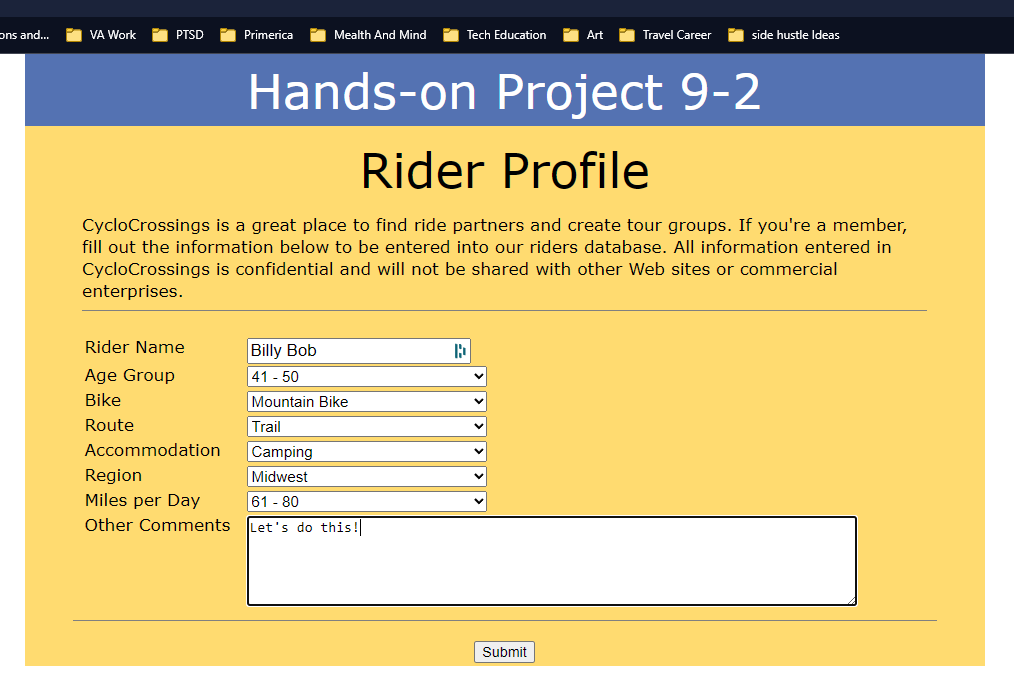 ons and... VA Work PTSD Primerica Mealth And Mind Tech Education Art Travel Career side hustle Ideas
Hands-on Project 9-2
Rider Profile
CycloCrossings is a great place to find ride partners and create tour groups. If you're a member,
fill out the information below to be entered into our riders database. All information entered in
CycloCrossings is confidential and will not be shared with other Web sites or commercial
enterprises.
Rider Name Billy Bob
Age Group 41 - 50
Bike Mountain Bike
Route Trail
Accommodation Camping
Region Midwest
Miles per Day 61 - 80
Other Comments Let's do this!
Submit